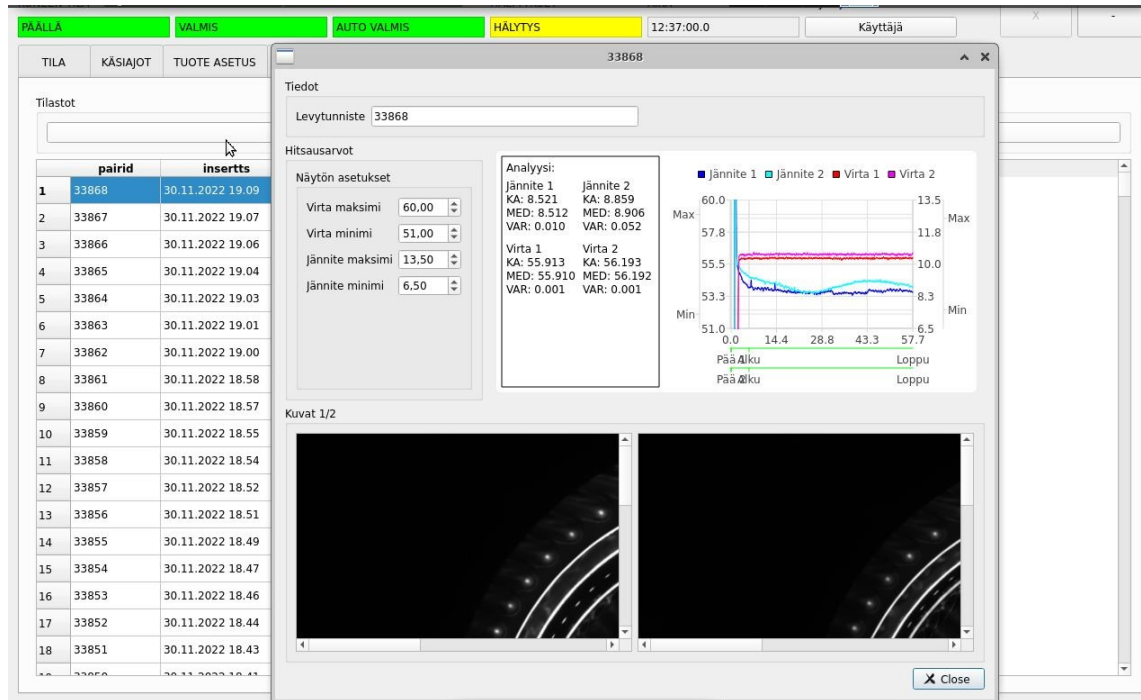 PÄÄLLÄ VALMIS AUTO VALMIS HÄLYTYS 12:37:00.0 Käyttäjä X -
TILA KÄSIAJOT TUOTE ASETUS
Tilastot
pairid insertts
1 33868 30.11.2022 19.09
2 33867 30.11.2022 19.07
3 33866 30.11.2022 19.06
4 33865 30.11.2022 19.04
5 33864 30.11.2022 19.03
6 33863 30.11.2022 19.01
7 33862 30.11.2022 19.00
8 33861 30.11.2022 18.58
9 33860 30.11.2022 18.57
10 33859 30.11.2022 18.55
11 33858 30.11.2022 18.54
12 33857 30.11.2022 18.52
13 33856 30.11.2022 18.51
14 33855 30.11.2022 18.49
15 33854 30.11.2022 18.47
16 33853 30.11.2022 18.46
17 33852 30.11.2022 18.44
18 33851 30.11.2022 18.43
33868
Tiedot
Levytunniste 33868
Hitsausarvot
Näytön asetukset
Virta maksimi 60,00
Virta minimi 51,00
Jännite maksimi 13,50
Jännite minimi 6,50
Analyysi:
Jännite 1 Jännite 2
KA: 8.521 KA: 8.859
MED: 8.512 MED: 8.906
VAR: 0.010 VAR: 0.052
Virta 1 Virta 2
KA: 55.913 KA: 56.193
MED: 55.910 MED: 56.192
VAR: 0.001 VAR: 0.001
Jännite 1 Jännite 2 Virta 1 Virta 2
60.0 13.5
Max Max
57.8 11.8
55.5 10.0
53.3 8.3
Min Min
51.0 6.5
0.0 14.4 28.8 43.3 57.7
Pää 1 Alku Loppu
Pää 2 Alku Loppu
Kuvat 1/2
Close